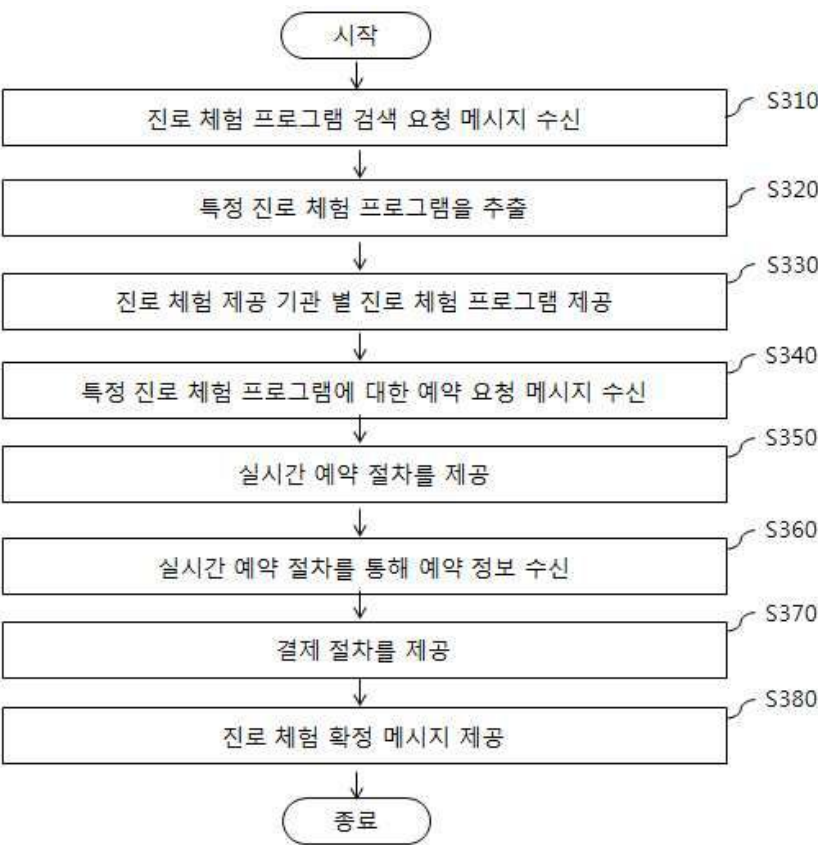 시작
진로 체험 프로그램 검색 요청 메시지 수신
S310
특정 진로 체험 프로그램을 추출
S320
진로 체험 제공 기관 별 진로 체험 프로그램 제공
S330
특정 진로 체험 프로그램에 대한 예약 요청 메시지 수신
S340
실시간 예약 절차를 제공
S350
실시간 예약 절차를 통해 예약 정보 수신
S360
결제 절차를 제공
S370
진로 체험 확정 메시지 제공
S380
종료